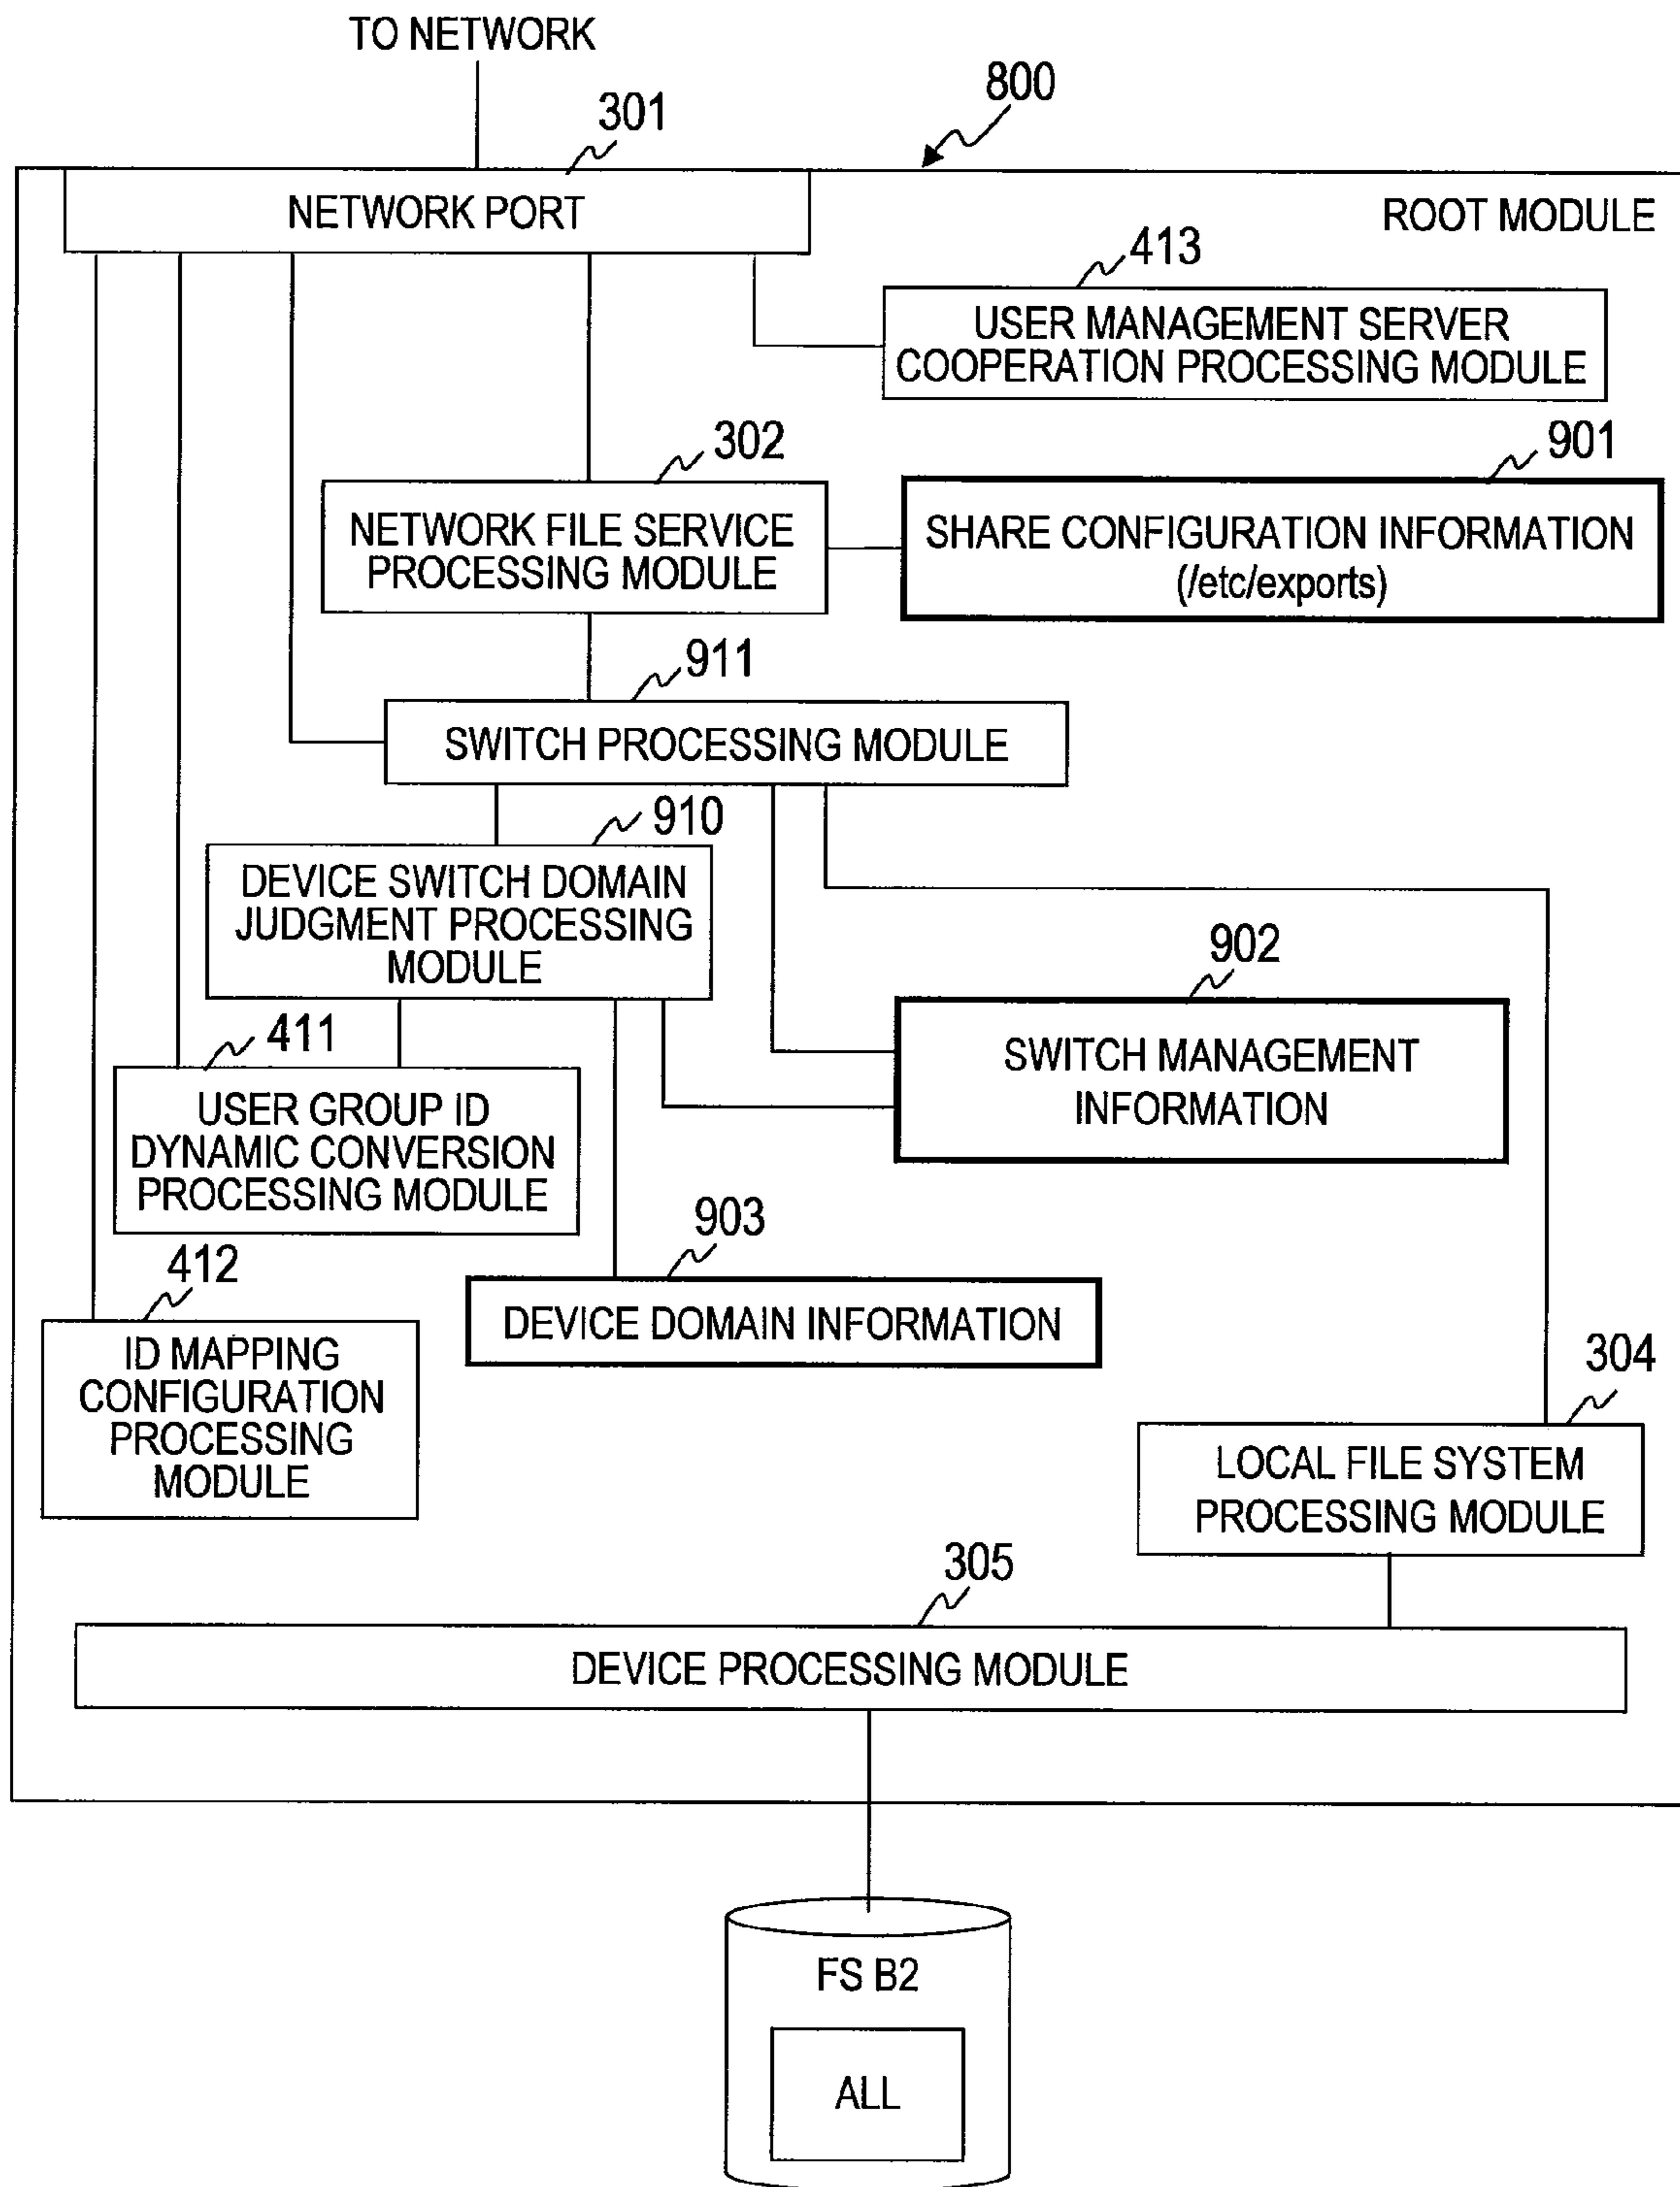 TO NETWORK
800
301
NETWORK PORT
ROOT MODULE
413
USER MANAGEMENT SERVER
COOPERATION PROCESSING MODULE
302
901
NETWORK FILE SERVICE
PROCESSING MODULE
SHARE CONFIGURATION INFORMATION
(/etc/exports)
911
SWITCH PROCESSING MODULE
910
DEVICE SWITCH DOMAIN
JUDGMENT PROCESSING
MODULE
902
SWITCH MANAGEMENT
INFORMATION
411
USER GROUP ID
DYNAMIC CONVERSION
PROCESSING MODULE
903
DEVICE DOMAIN INFORMATION
412
ID MAPPING
CONFIGURATION
PROCESSING
MODULE
304
LOCAL FILE SYSTEM
PROCESSING MODULE
305
DEVICE PROCESSING MODULE
FS B2
ALL